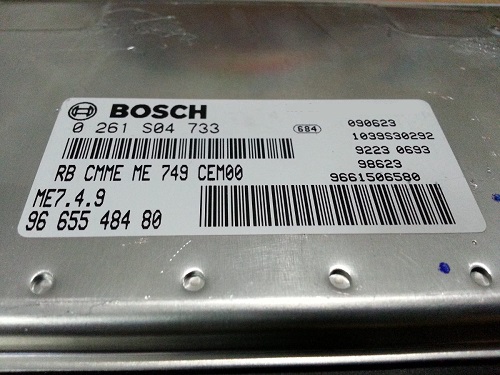 BOSCH
0 261 S04 733
684
090623
1039S30292
9223 0693
98623
9661506580
RB CMME ME 749 CEM00
ME7.4.9
96 655 484 80